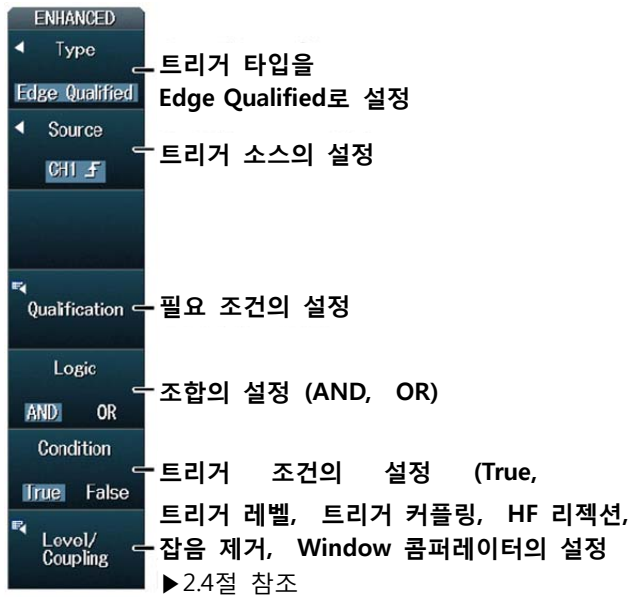 ENHANCED
Type
Edge Qualified
트리거 타입을
Edge Qualified로 설정
Source
CH1
트리거 소스의 설정
Qualification
필요 조건의 설정
Logic
AND OR
조합의 설정 (AND, OR)
Condition
True False
트리거 조건의 설정 (True,
Level/
Coupling
트리거 레벨, 트리거 커플링, HF 리젝션,
잡음 제거, Window 콤퍼레이터의 설정
▶2.4절 참조